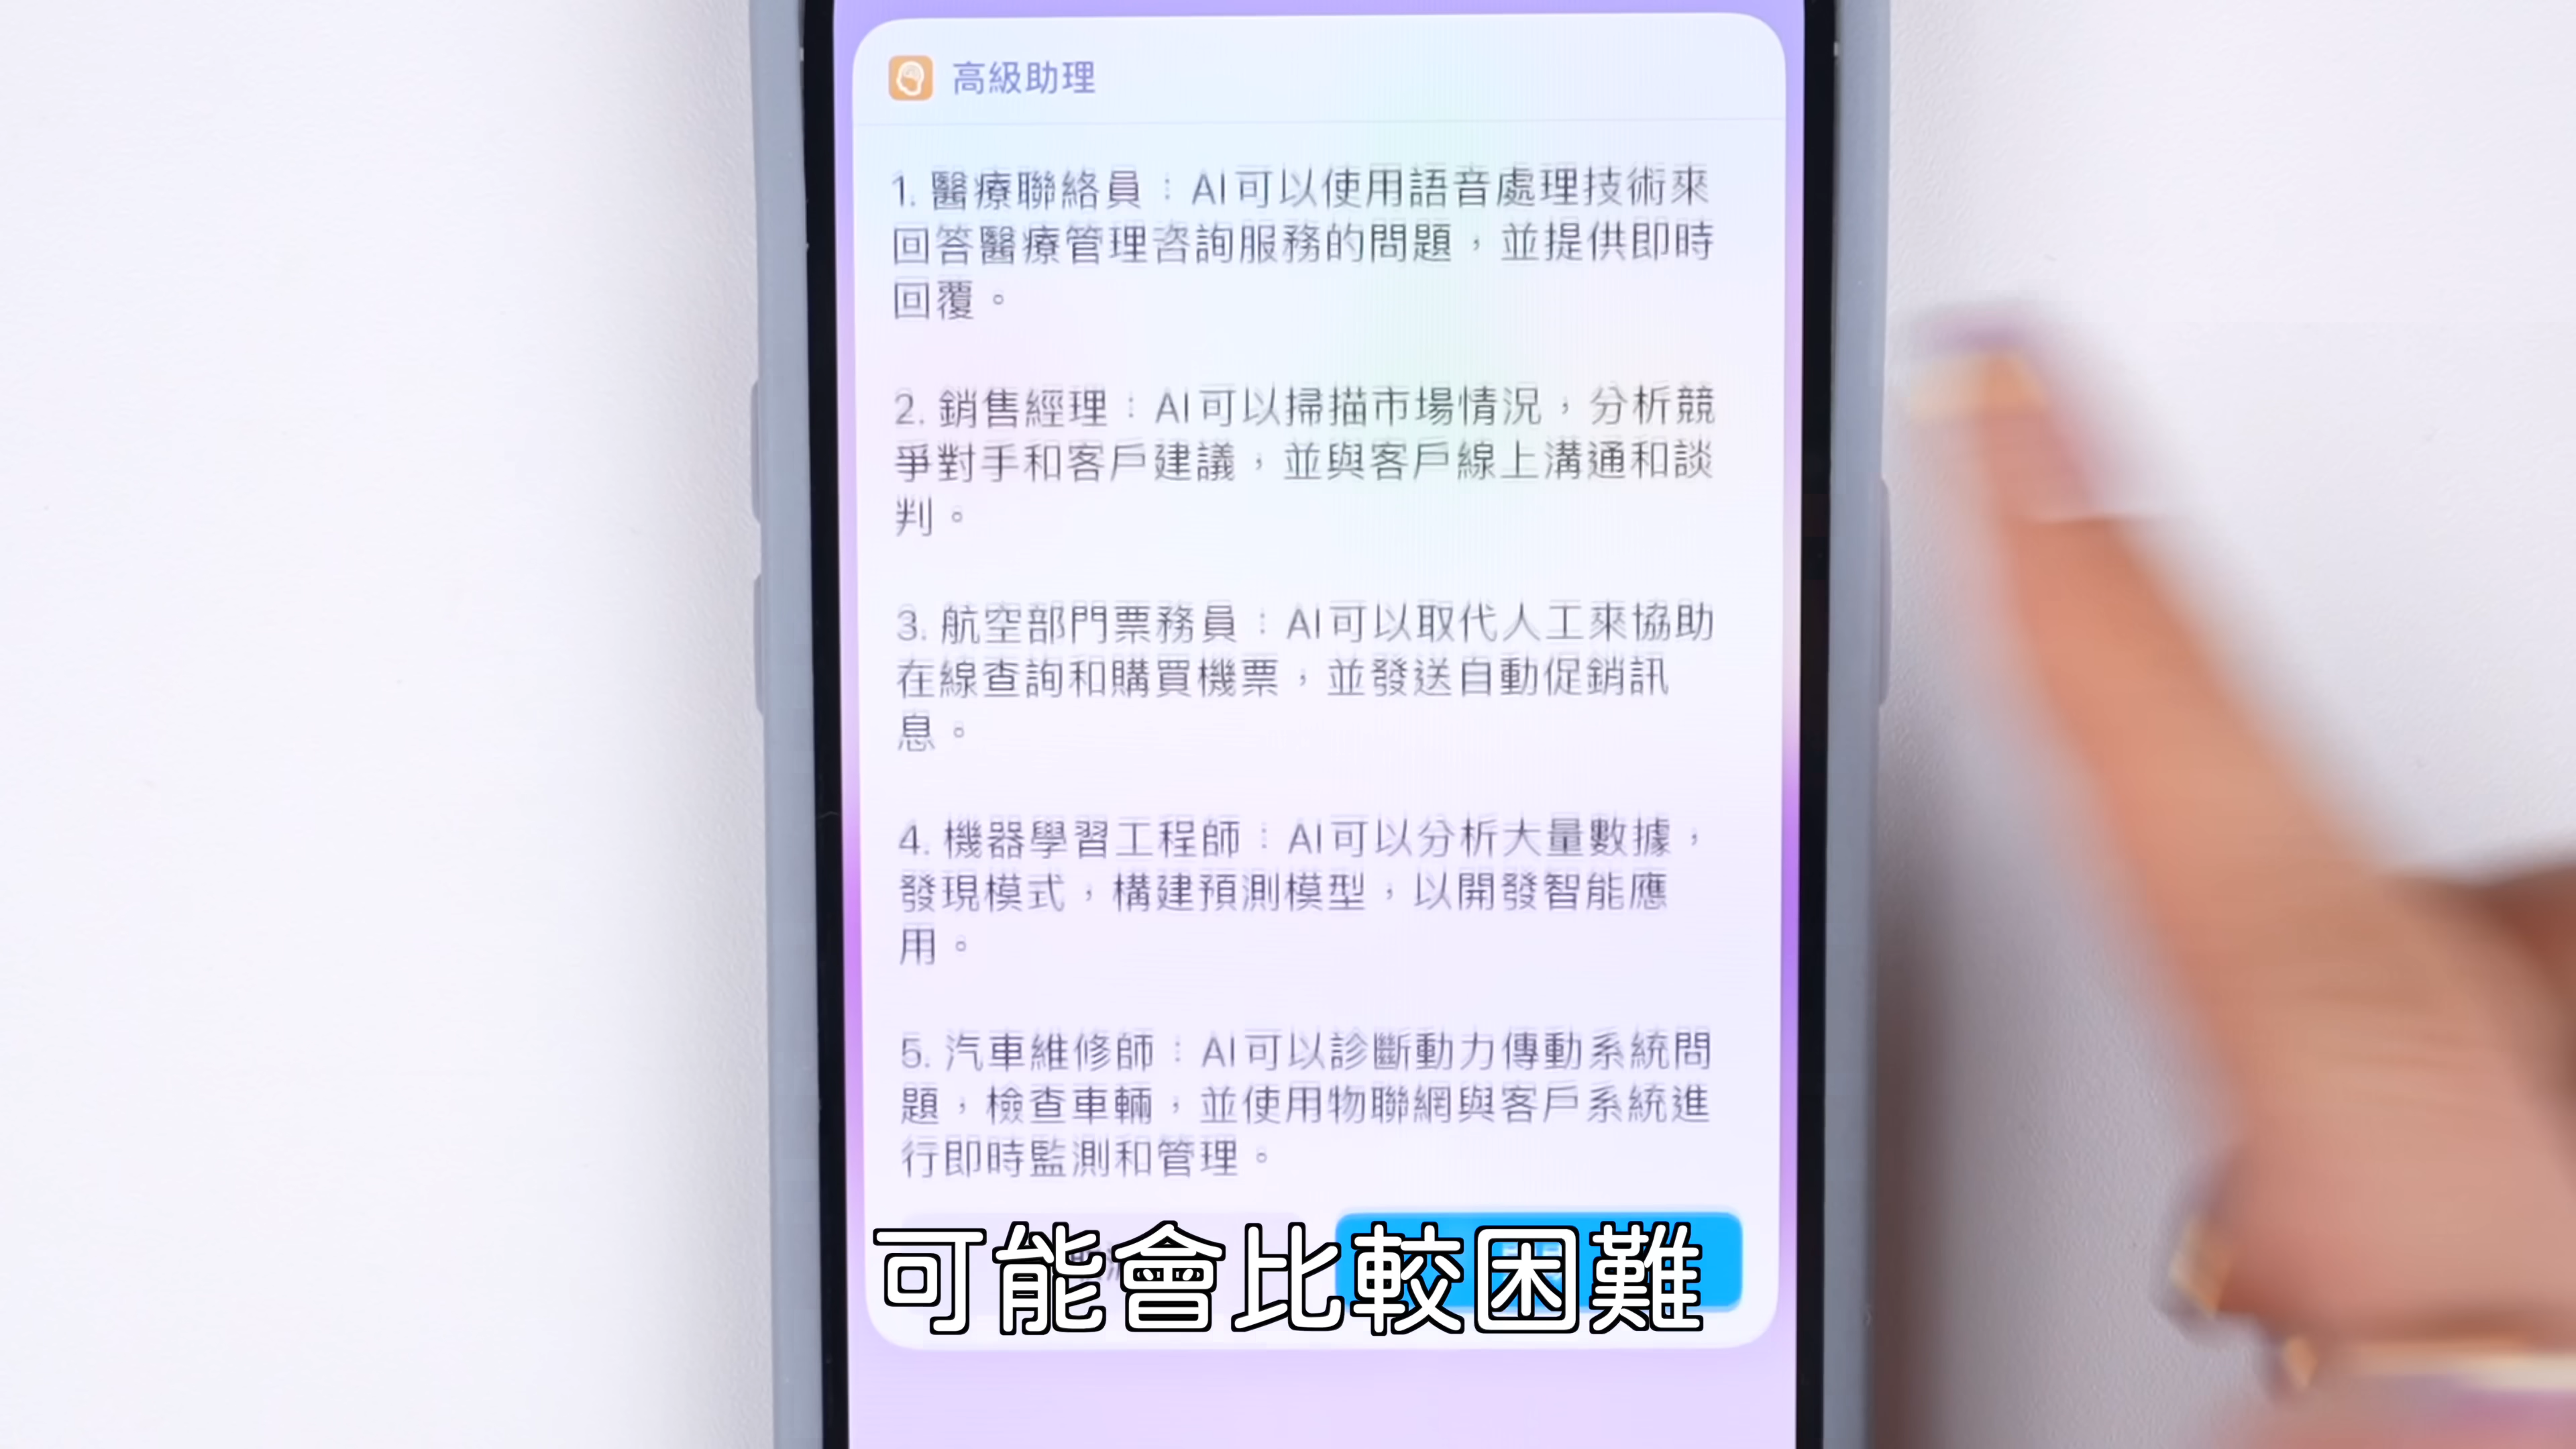 高級助理
1. 醫療聯絡員：AI可以使用語音處理技術來
回答醫療管理咨詢服務的問題，並提供即時
回覆。
2. 銷售經理：AI可以掃描市場情況，分析競
爭對手和客戶建議，並與客戶線上溝通和談
判。
3. 航空部門票務員：AI可以取代人工來協助
在線查詢和購買機票，並發送自動促銷訊
息。
4. 機器學習工程師：AI可以分析大量數據，
發現模式，構建預測模型，以開發智能應
用。
5. 汽車維修師：AI可以診斷動力傳動系統問
題，檢查車輛，並使用物聯網與客戶系統進
行即時監測和管理。
可能會比較困難